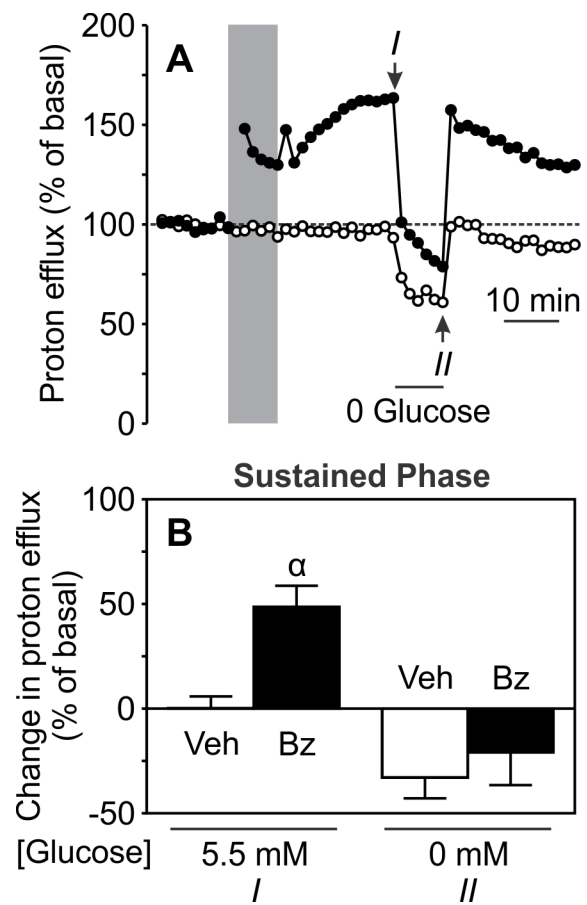 200
A
I
150
100
50
0
Proton efflux (% of basal)
10 min
II
0 Glucose
Sustained Phase
100
B
α
50
Veh Bz
0
Veh Bz
-50
Change in proton efflux
(% of basal)
[Glucose] 5.5 mM 0 mM
I II